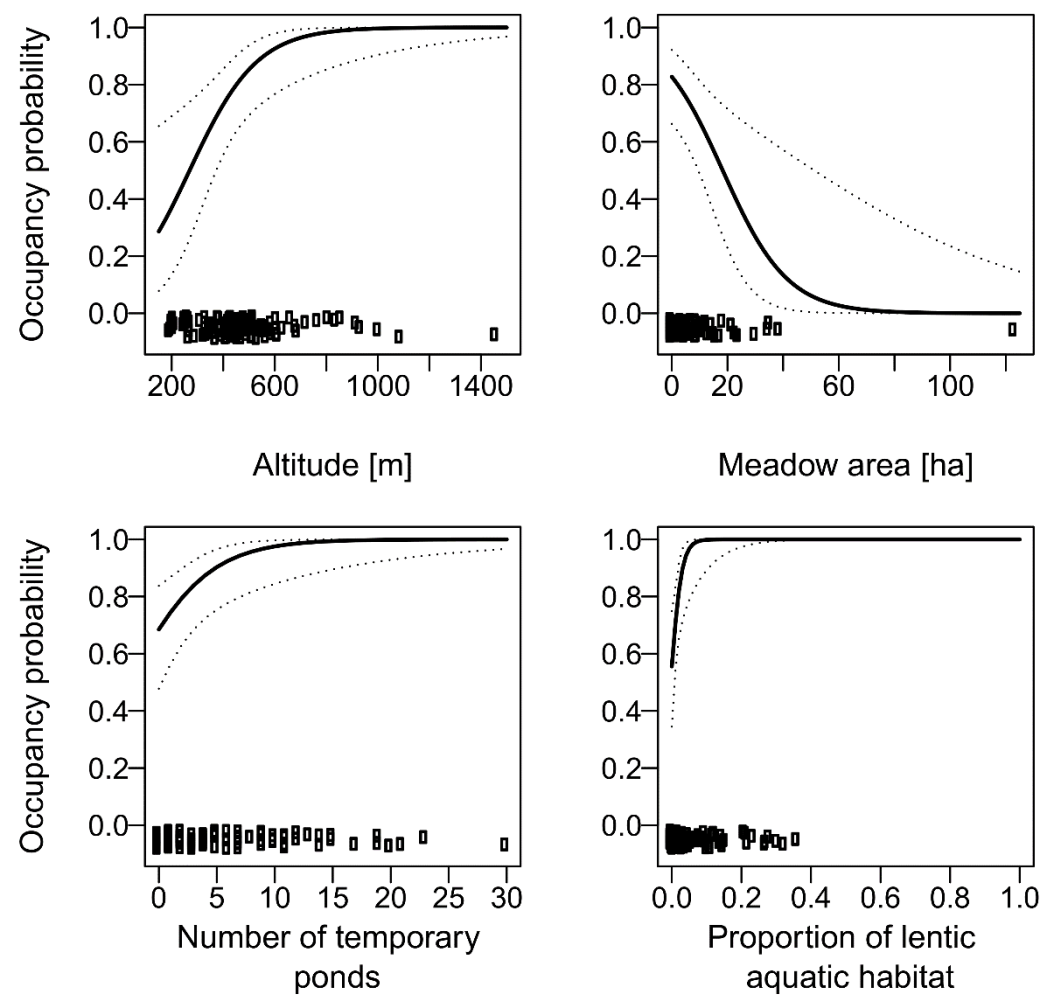 Occupancy probability
1.0
0.8
0.6
0.4
0.2
0.0
200 600 1000 1400
Altitude [m]
1.0
0.8
0.6
0.4
0.2
0.0
0 20 60 100
Meadow area [ha]
Occupancy probability
1.0
0.8
0.6
0.4
0.2
0.0
0 5 10 15 20 25 30
Number of temporary
ponds
1.0
0.8
0.6
0.4
0.2
0.0
0.0 0.2 0.4 0.6 0.8 1.0
Proportion of lentic
aquatic habitat